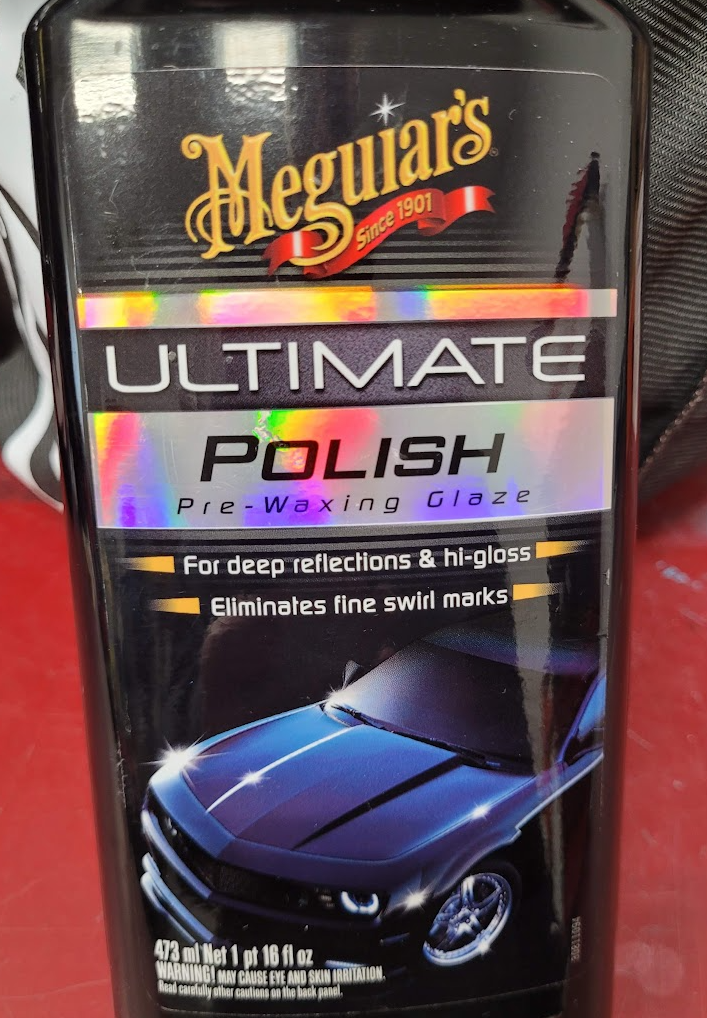 Meguiar's
Since 1901
ULTIMATE
POLISH
Pre-Waxing Glaze
For deep reflections & hi-gloss
Eliminates fine swirl marks
473 ml Net 1 pt 16 fl oz
WARNING! MAY CAUSE EYE AND SKIN IRRITATION.
Read carefully other cautions on the back panel.